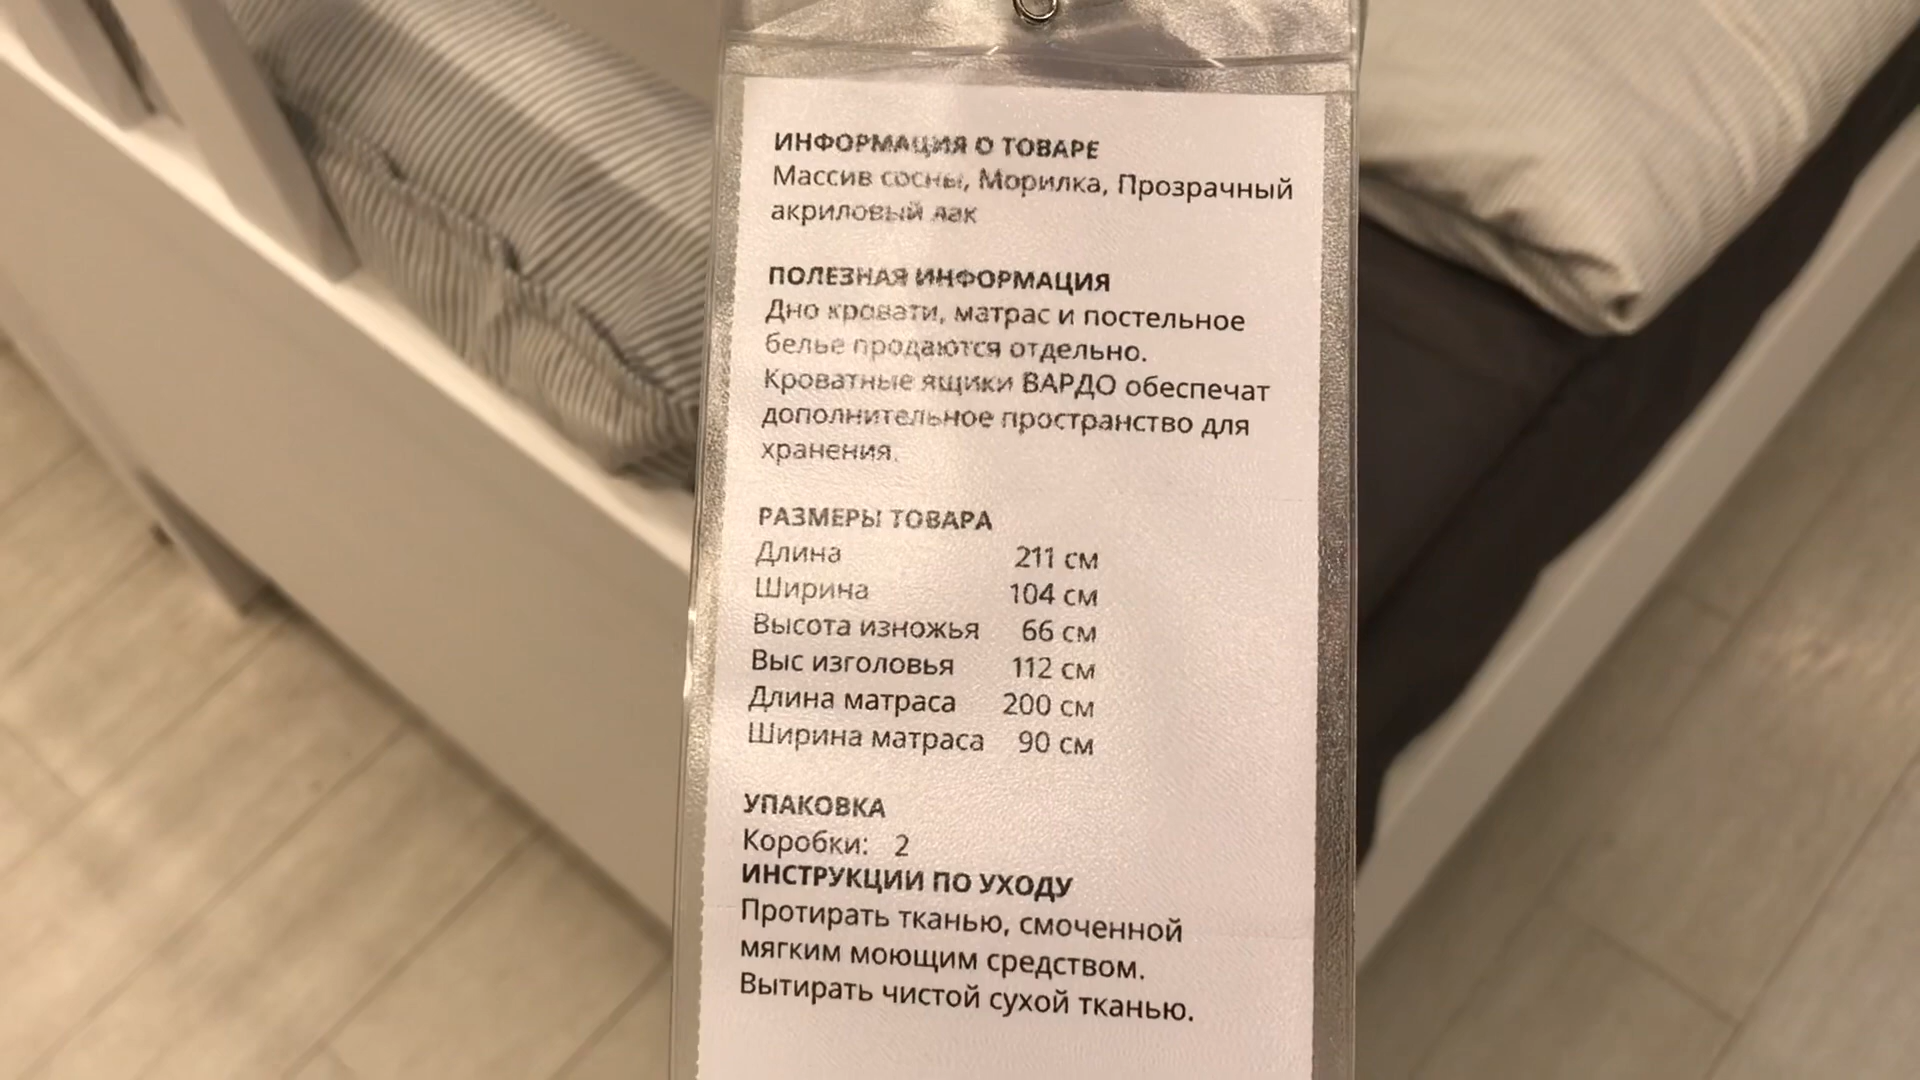 ИНФОРМАЦИЯ О ТОВАРЕ
Массив сосны, Морилка, Прозрачный
акриловый лак
ПОЛЕЗНАЯ ИНФОРМАЦИЯ
Дно кровати, матрас и постельное
белье продаются отдельно.
Кроватные ящики ВАРДО обеспечат
дополнительное пространство для
хранения.
РАЗМЕРЫ ТОВАРА
Длина 211 см
Ширина 104 см
Высота изножья 66 см
Выс изголовья 112 см
Длина матраса 200 см
Ширина матраса 90 см
УПАКОВКА
Коробки: 2
ИНСТРУКЦИИ ПО УХОДУ
Протирать тканью, смоченной
мягким моющим средством.
Вытирать чистой сухой тканью.